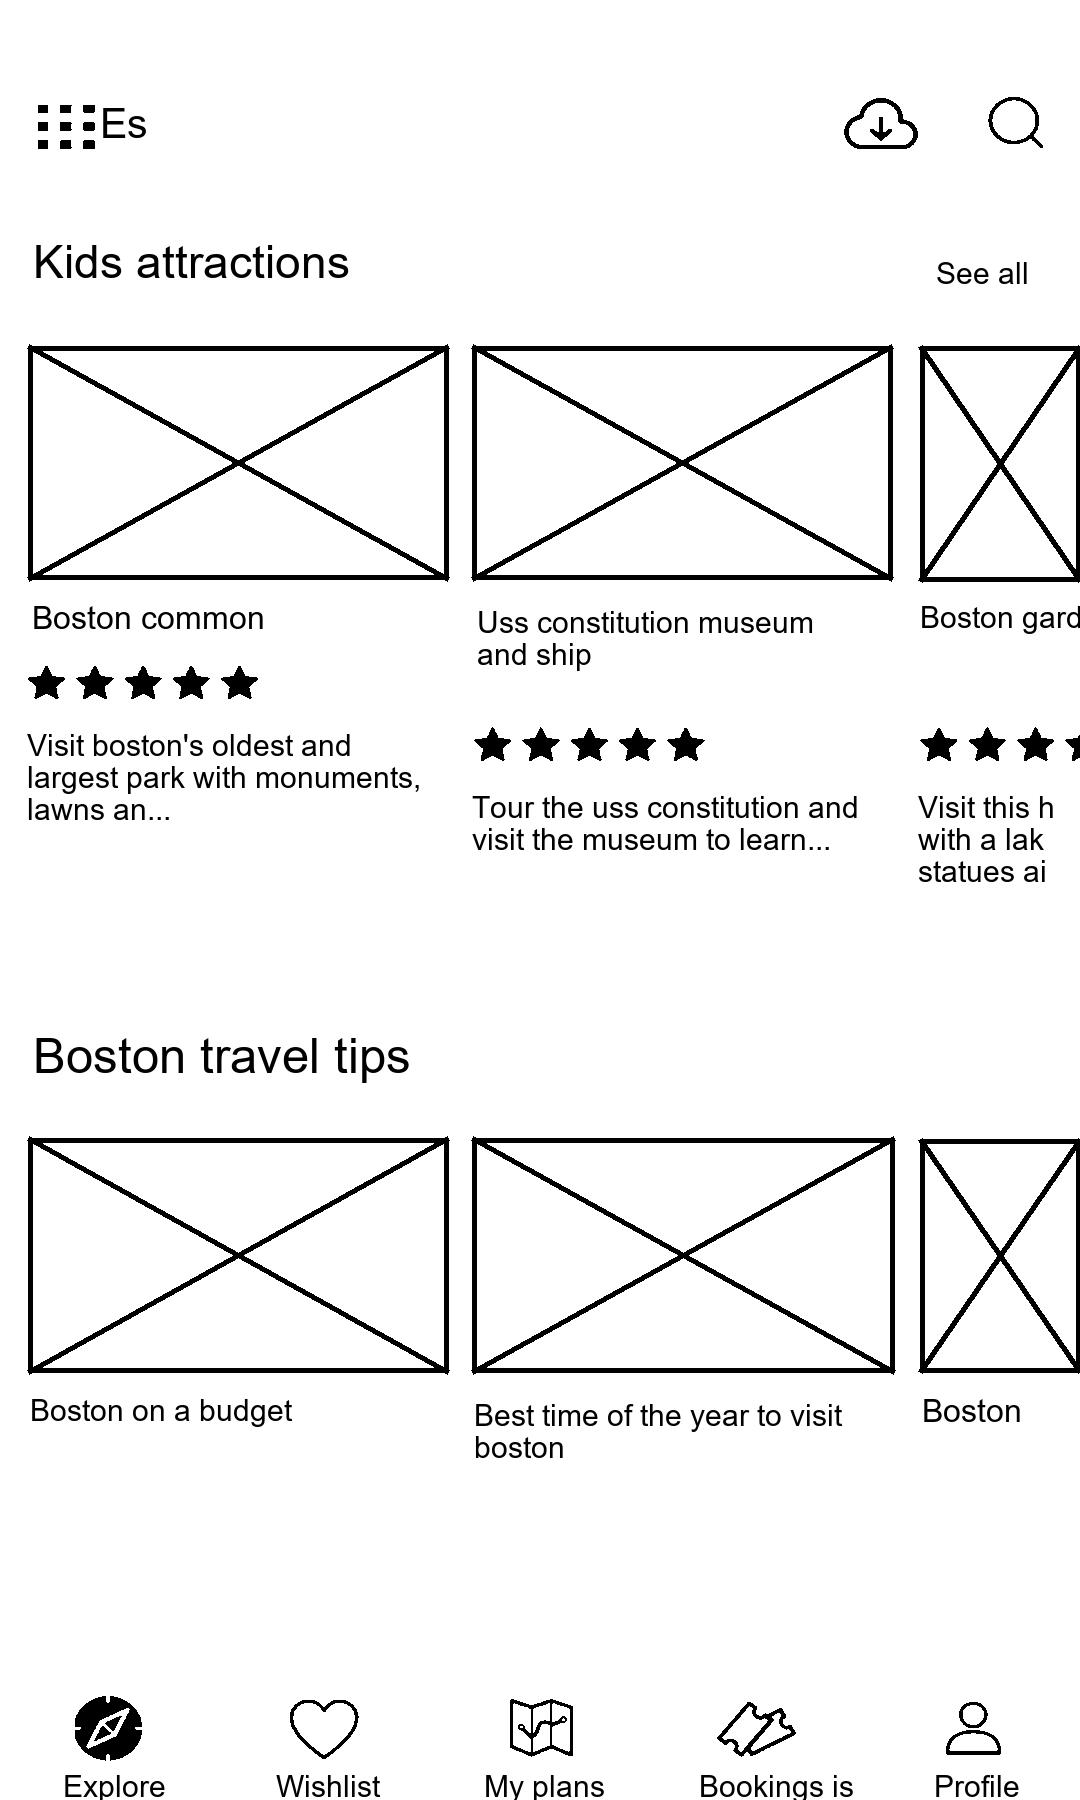 Es
Kids attractions
See all
Boston common
Visit boston's oldest and
largest park with monuments,
lawns an...
Uss constitution museum
and ship
Tour the uss constitution and
visit the museum to learn...
Boston gard
Visit this h
with a lak
statues ai
Boston travel tips
Boston on a budget
Best time of the year to visit
boston
Boston
Explore
Wishlist
My plans
Bookings is
Profile